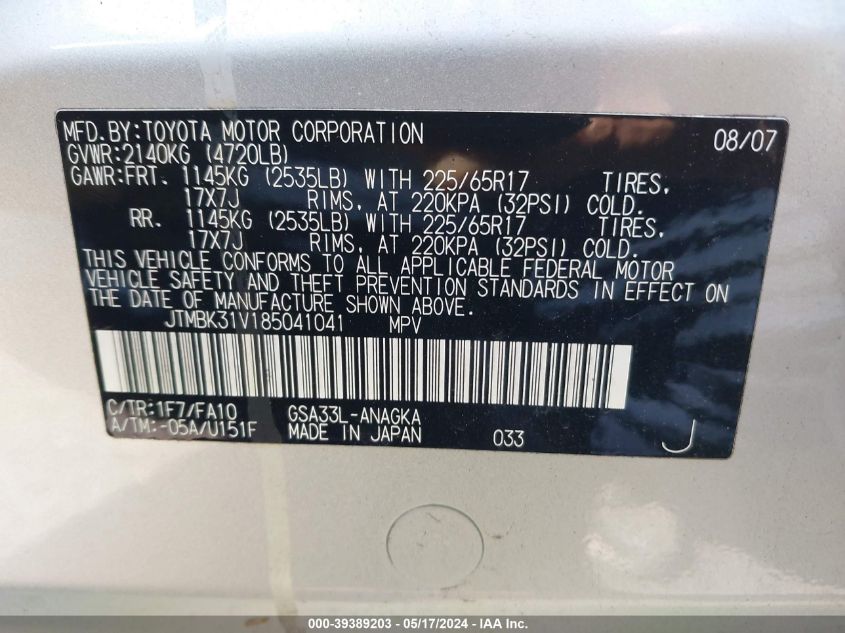 MFD. BY: TOYOTA MOTOR CORPORATION 08/07
GVWR: 2140KG (4720LB)
GAWR: FRT. 1145KG (2535LB) WITH 225/65R17 TIRES,
17X7J RIMS, AT 220KPA (32PSI) COLD.
RR. 1145KG (2535LB) WITH 225/65R17 TIRES,
17X7J RIMS, AT 220KPA (32PSI) COLD.
THIS VEHICLE CONFORMS TO ALL APPLICABLE FEDERAL MOTOR
VEHICLE SAFETY AND THEFT PREVENTION STANDARDS IN EFFECT ON
THE DATE OF MANUFACTURE SHOWN ABOVE.
JTMBK31V185041041 MPV
C/TR: 1F7/FA10 GSA33L-ANAGKA
A/TM: -05A/U151F MADE IN JAPAN 033 J
000-39389203 - 05/17/2024 - IAA Inc.